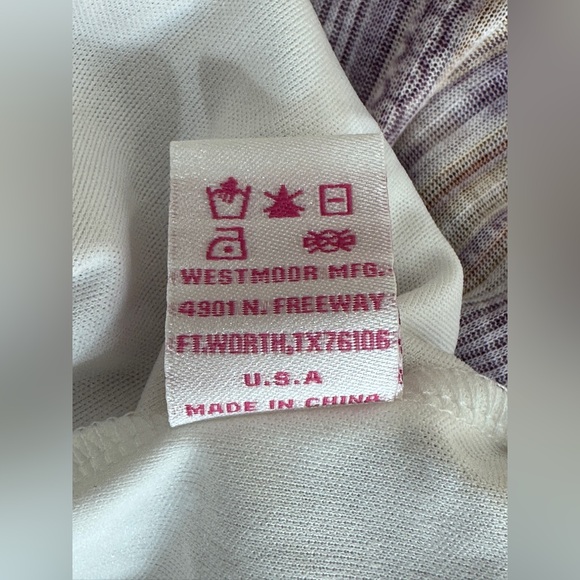 WESTMOOR MFG.
4901 N. FREEWAY
FT.WORTH,TX76106
U.S.A
MADE IN CHINA